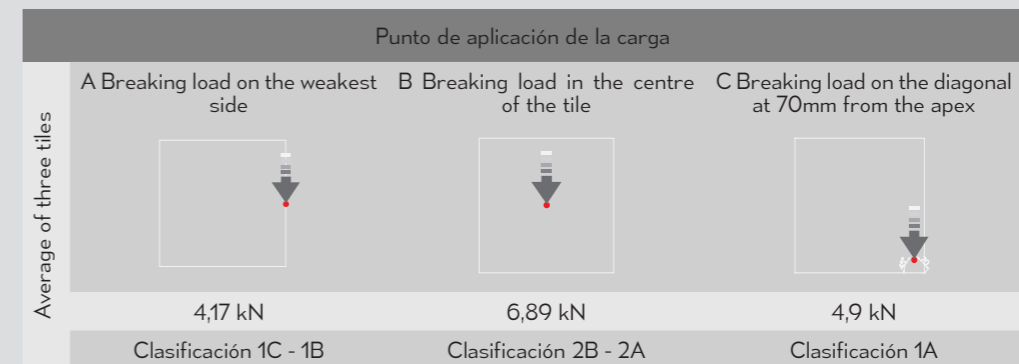 Punto de aplicación de la carga
Average of three tiles
A Breaking load on the weakest
side
B Breaking load in the centre
of the tile
C Breaking load on the diagonal
at 70mm from the apex
4,17 kN
6,89 kN
4,9 kN
Clasificación 1C - 1B
Clasificación 2B - 2A
Clasificación 1A